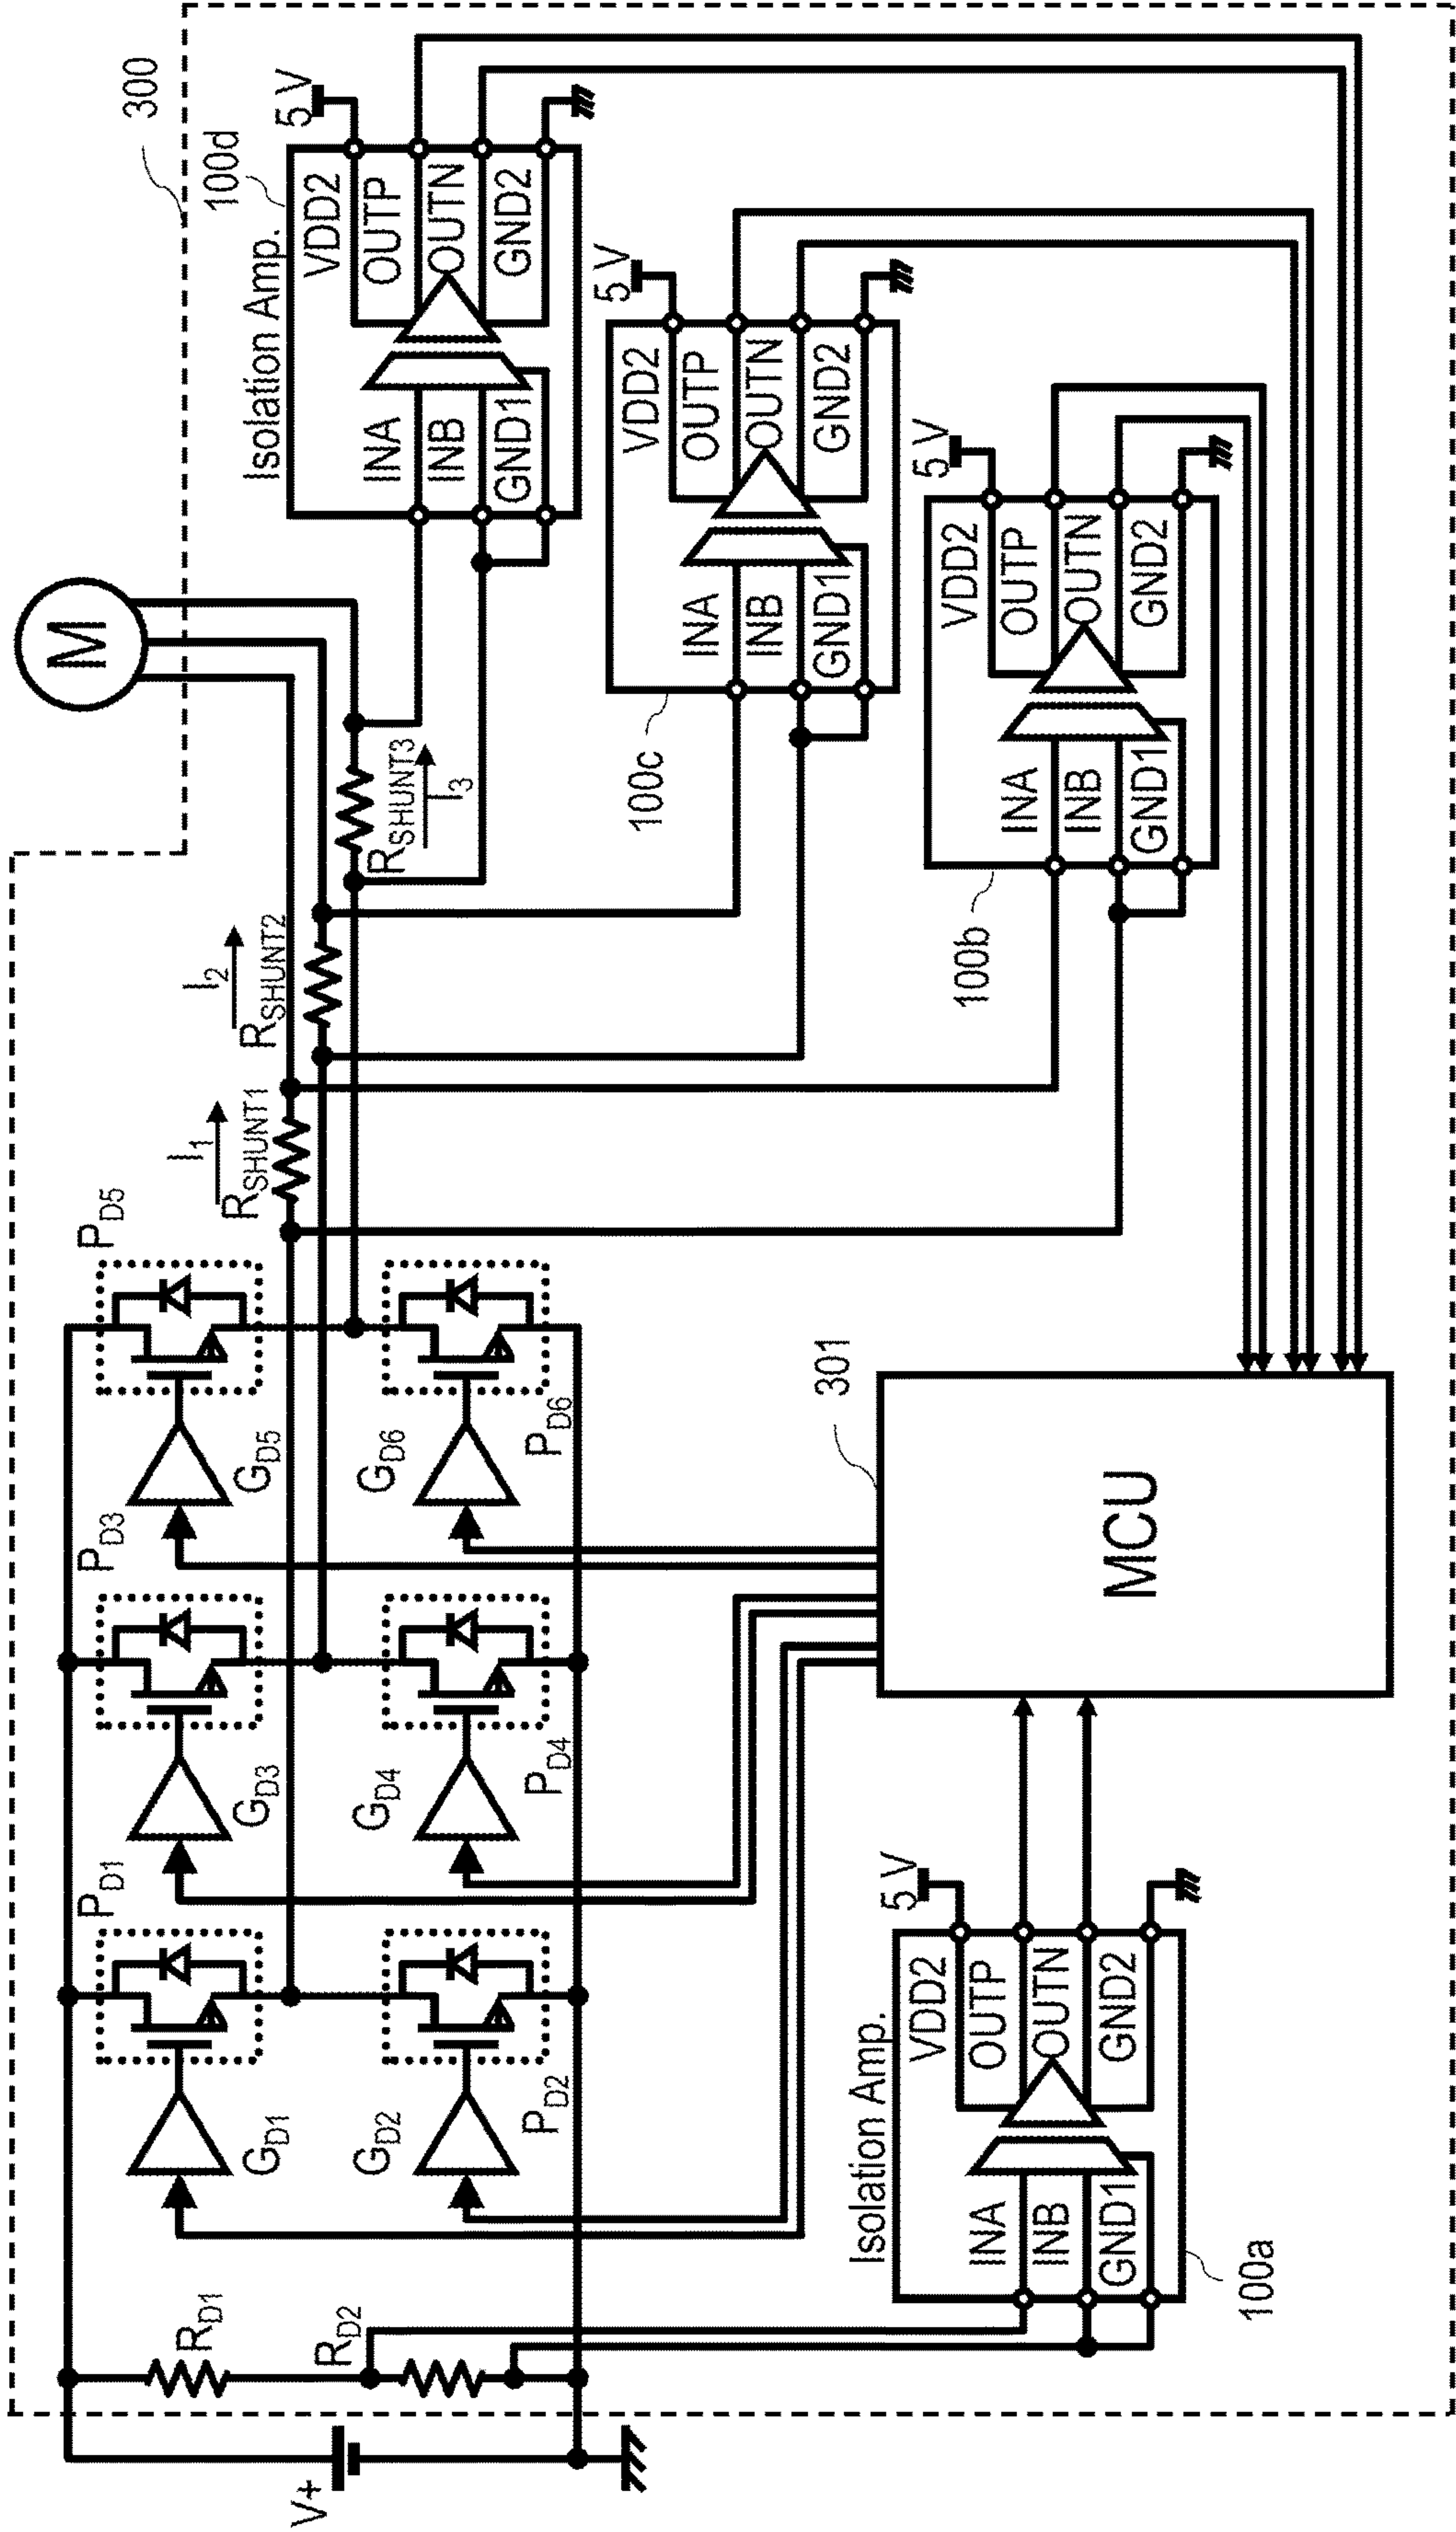 300
M
5 V
100d
Isolation Amp.
VDD2
OUTP
OUTN
GND2
INA
INB
GND1
5 V
100c
VDD2
OUTP
OUTN
GND2
INA
INB
GND1
5 V
100b
VDD2
OUTP
OUTN
GND2
INA
INB
GND1
I1
RSHUNT1
I2
RSHUNT2
RSHUNT3
I3
PD1
PD3
PD5
GD1
GD3
GD5
GD2
GD4
GD6
PD2
PD4
PD6
V+
RD1
RD2
301
MCU
5 V
Isolation Amp.
VDD2
OUTP
OUTN
GND2
INA
INB
GND1
100a